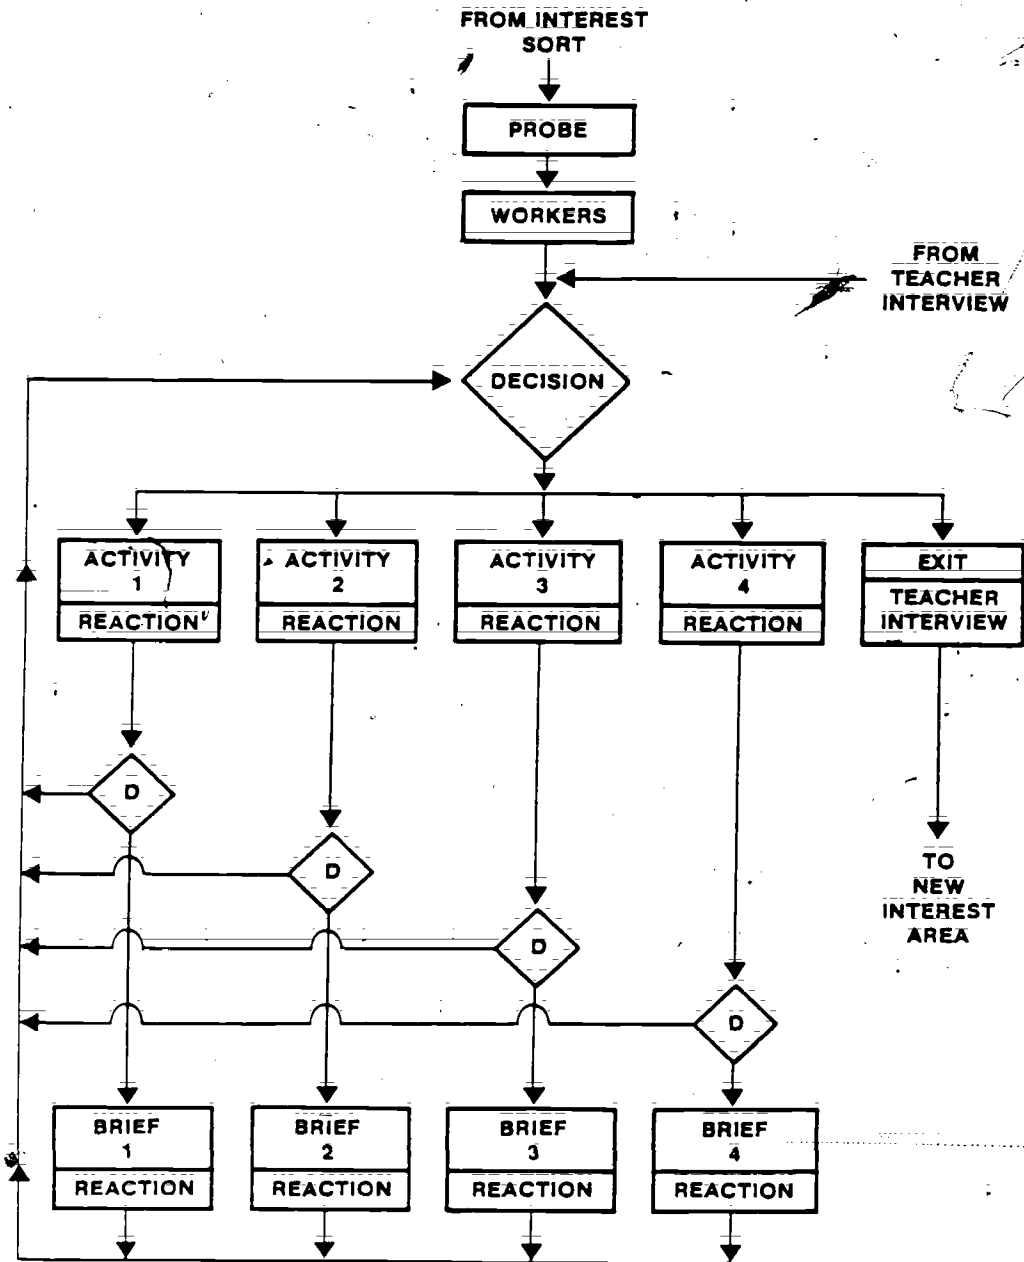 FROM INTEREST
SORT
PROBE
WORKERS
FROM
TEACHER
INTERVIEW
DECISION
ACTIVITY
1
REACTION
ACTIVITY
2
REACTION
ACTIVITY
3
REACTION
ACTIVITY
4
REACTION
EXIT
TEACHER
INTERVIEW
D
D
D
D
TO
NEW
INTEREST
AREA
BRIEF
1
REACTION
BRIEF
2
REACTION
BRIEF
3
REACTION
BRIEF
4
REACTION